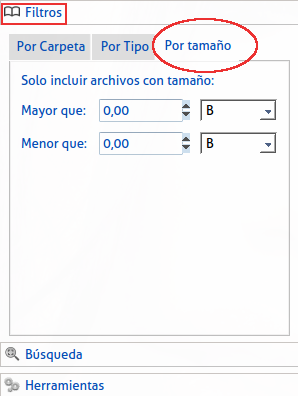 Filtros
Por Carpeta Por Tipo Por tamaño
Solo incluir archivos con tamaño:
Mayor que: 0,00 B
Menor que: 0,00 B
Búsqueda
Herramientas